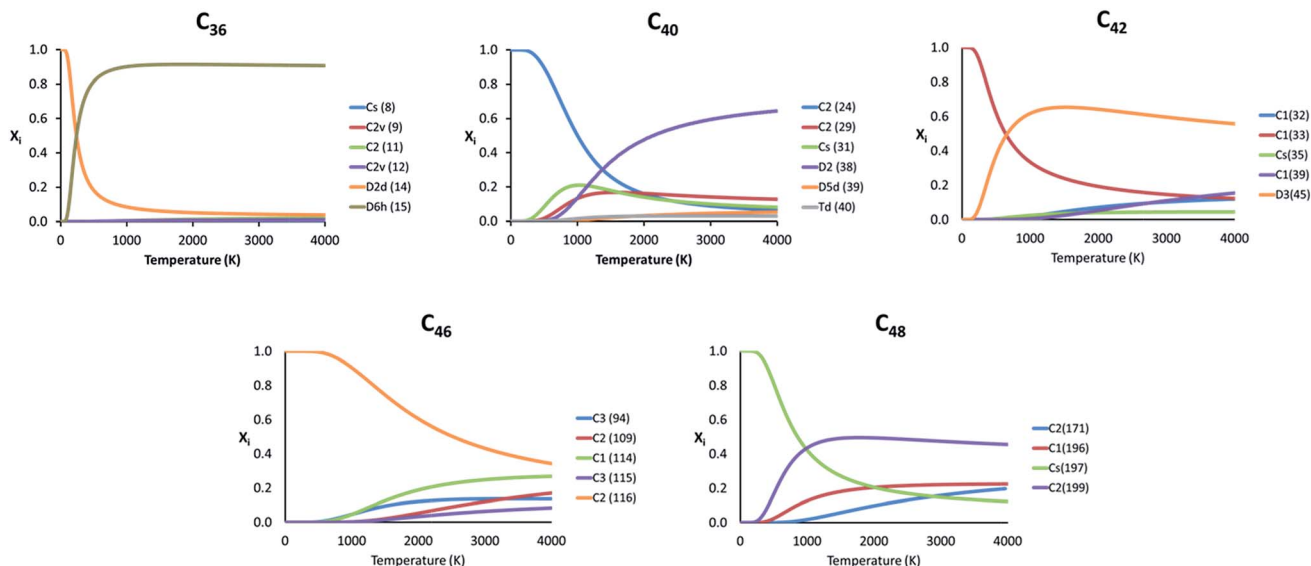 C36
1.0
0.8
0.6
Xi
0.4
0.2
0.0
0 1000 2000 3000 4000
Temperature (K)
Cs (8)
C2v (9)
C2 (11)
C2v (12)
D2d (14)
D6h (15)
C40
1.0
0.8
0.6
Xi
0.4
0.2
0.0
0 1000 2000 3000 4000
Temperature (K)
C2 (24)
C2 (29)
Cs (31)
D2 (38)
D5d (39)
Td (40)
C42
1.0
0.8
0.6
Xi
0.4
0.2
0.0
0 1000 2000 3000 4000
Temperature (K)
C1(32)
C1(33)
Cs(35)
C1(39)
D3(45)
C46
1.0
0.8
0.6
Xi
0.4
0.2
0.0
0 1000 2000 3000 4000
Temperature (K)
C3 (94)
C2 (109)
C1 (114)
C3 (115)
C2 (116)
C48
1.0
0.8
0.6
Xi
0.4
0.2
0.0
0 1000 2000 3000 4000
Temperature (K)
C2(171)
C1(196)
Cs(197)
C2(199)